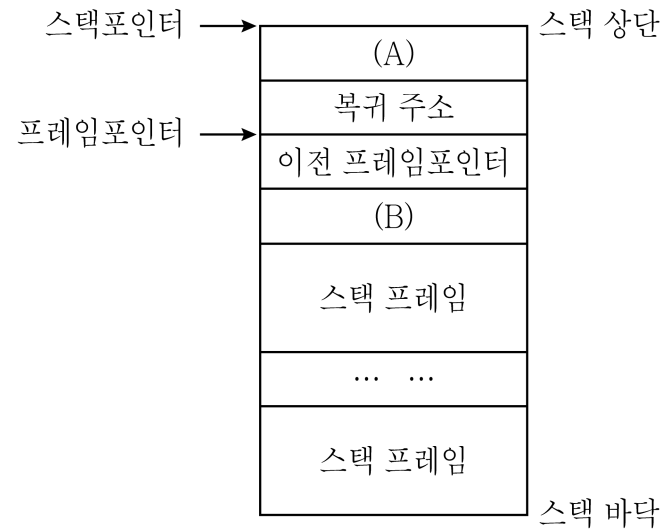 스택포인터
스택 상단
(A)
복귀 주소
프레임포인터
이전 프레임포인터
(B)
스택 프레임
… …
스택 프레임
스택 바닥